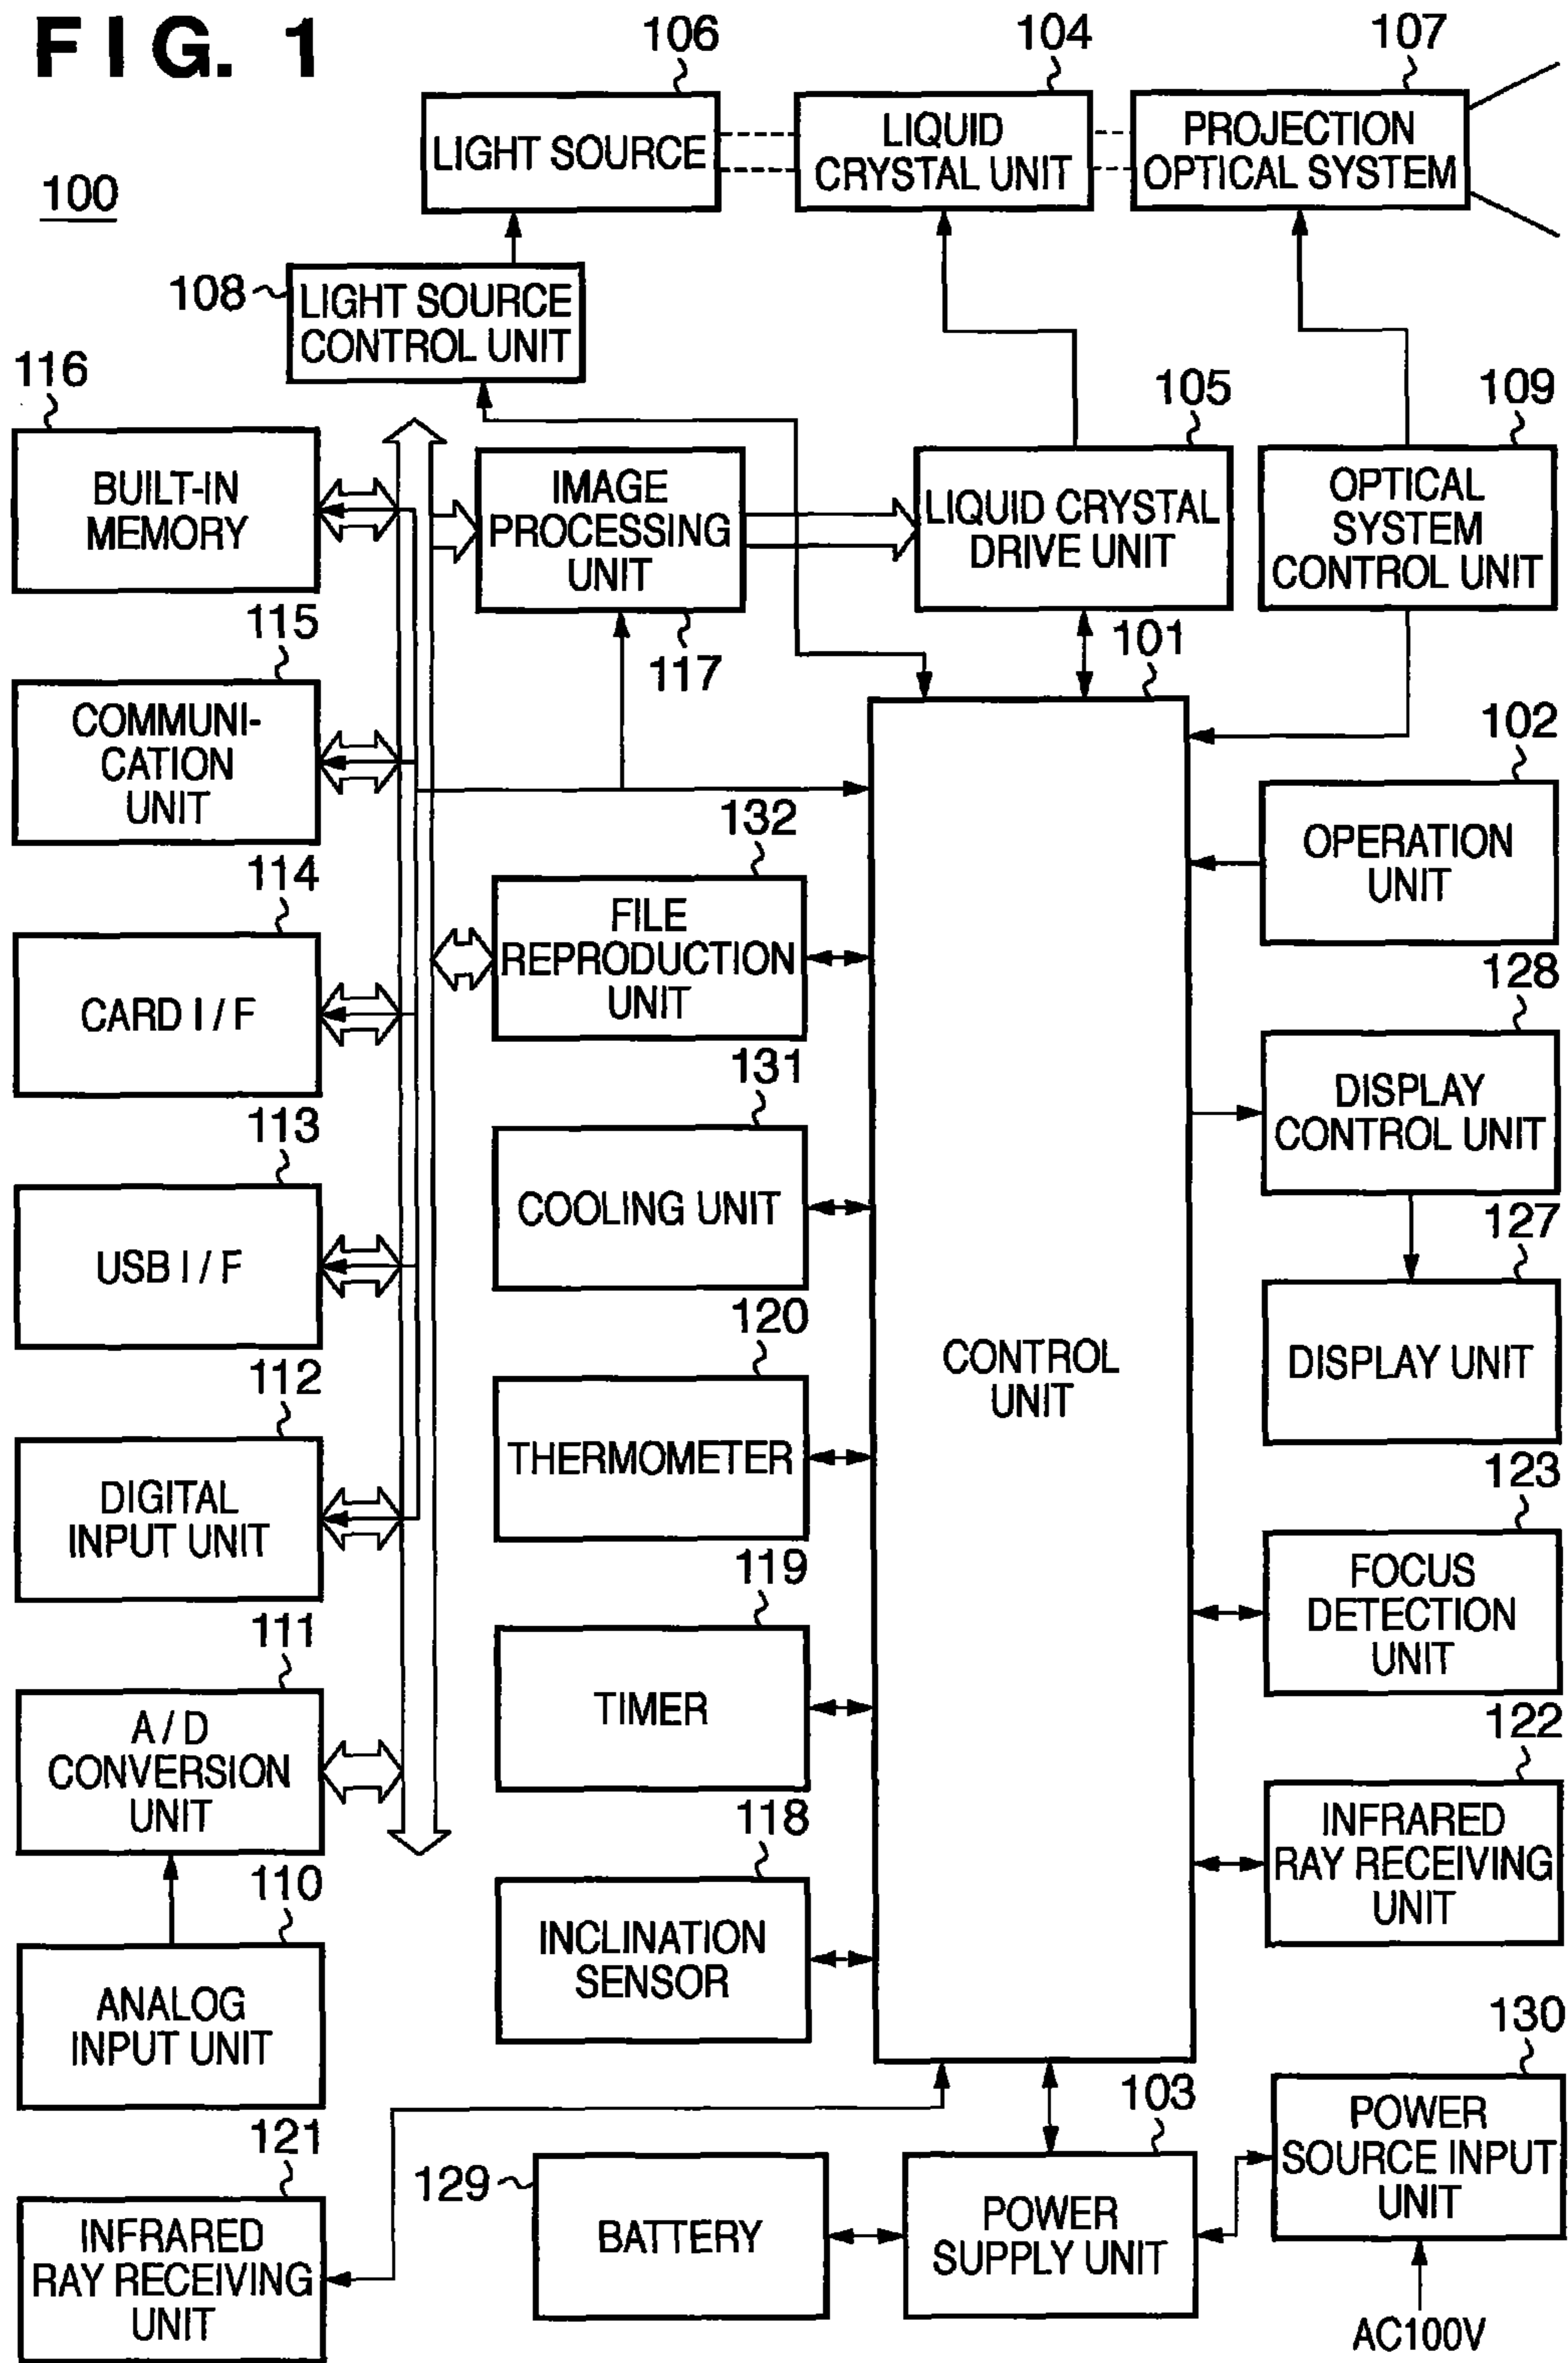 FIG. 1
100
106
104
107
LIGHT SOURCE
LIQUID
CRYSTAL UNIT
PROJECTION
OPTICAL SYSTEM
108
LIGHT SOURCE
CONTROL UNIT
116
105
109
BUILT-IN
MEMORY
IMAGE
PROCESSING
UNIT
LIQUID CRYSTAL
DRIVE UNIT
OPTICAL
SYSTEM
CONTROL UNIT
115
117
101
COMMUNI-
CATION
UNIT
102
OPERATION
UNIT
114
132
CARD I / F
FILE
REPRODUCTION
UNIT
128
DISPLAY
CONTROL UNIT
113
131
USB I / F
COOLING UNIT
127
DISPLAY UNIT
112
120
CONTROL
UNIT
DIGITAL
INPUT UNIT
THERMOMETER
123
FOCUS
DETECTION
UNIT
111
119
A / D
CONVERSION
UNIT
TIMER
122
INFRARED
RAY RECEIVING
UNIT
110
118
ANALOG
INPUT UNIT
INCLINATION
SENSOR
130
POWER
SOURCE INPUT
UNIT
121
129
103
INFRARED
RAY RECEIVING
UNIT
BATTERY
POWER
SUPPLY UNIT
AC100V